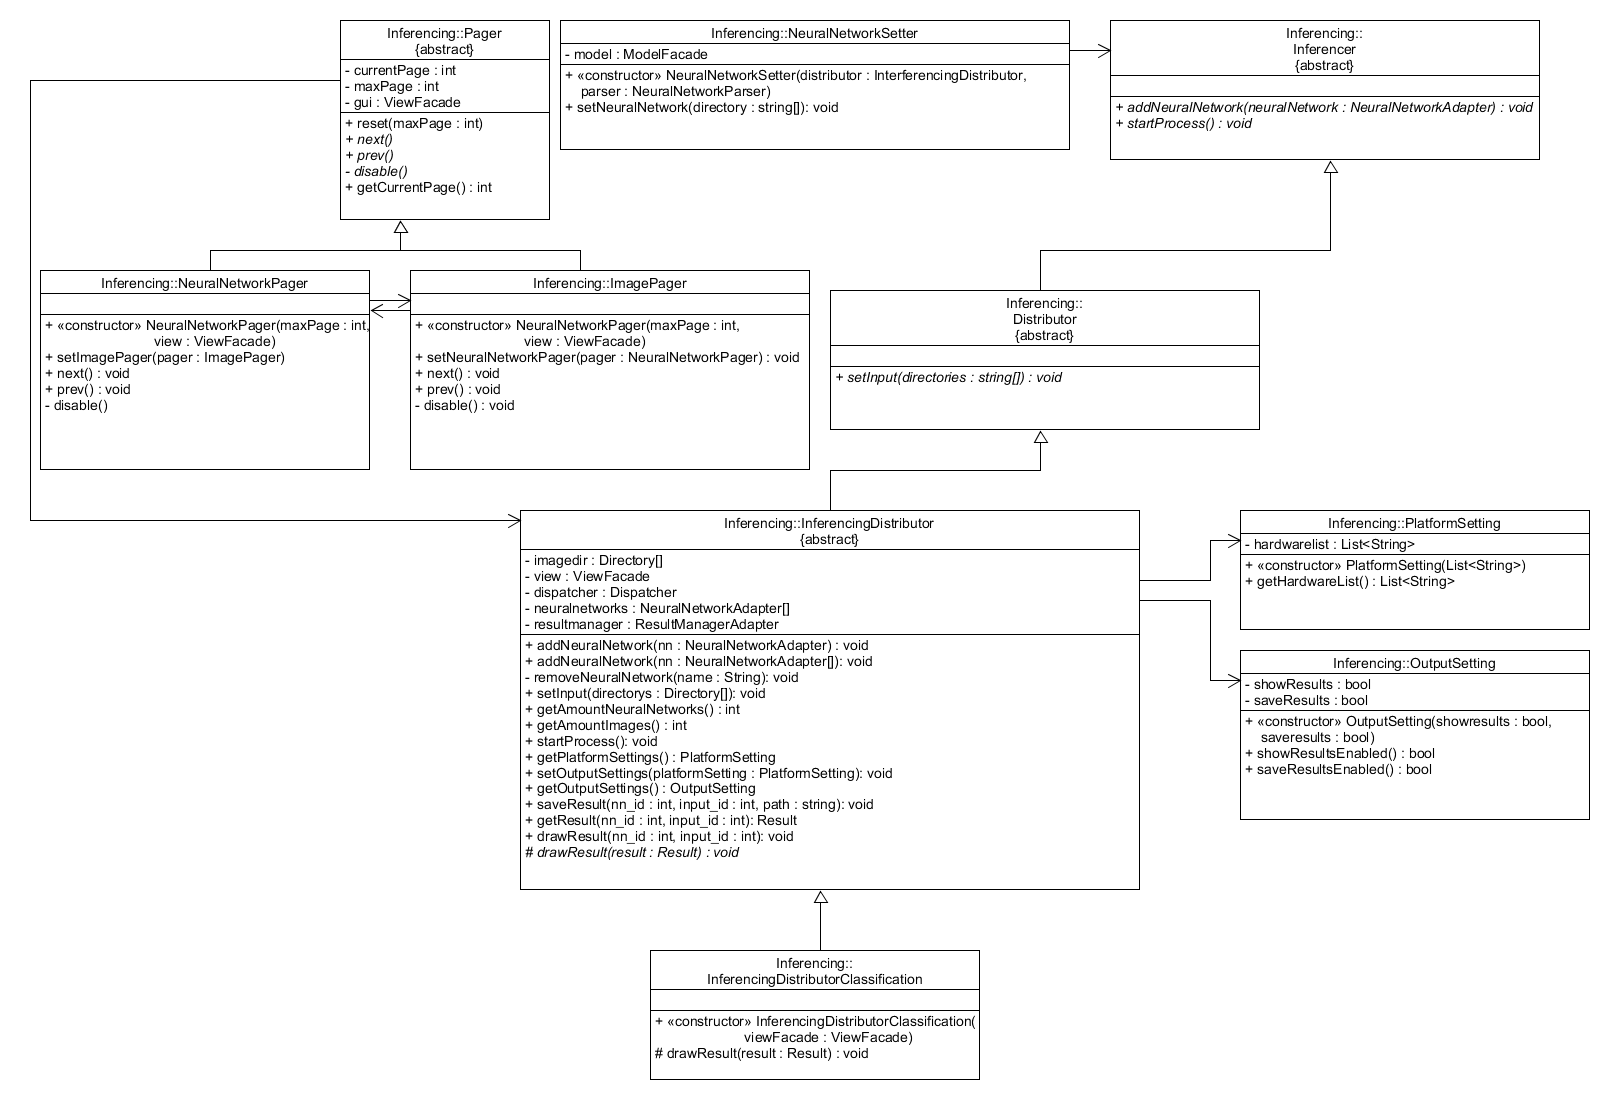 Inferencing::Pager
{abstract}
- currentPage : int
- maxPage : int
- gui : ViewFacade
+ reset(maxPage : int)
+ next()
+ prev()
- disable()
+ getCurrentPage() : int
Inferencing::NeuralNetworkSetter
- model : ModelFacade
+ «constructor» NeuralNetworkSetter(distributor : InterferencingDistributor,
parser : NeuralNetworkParser)
+ setNeuralNetwork(directory : string[]): void
Inferencing::
Inferencer
{abstract}
+ addNeuralNetwork(neuralNetwork : NeuralNetworkAdapter) : void
+ startProcess() : void
Inferencing::NeuralNetworkPager
+ «constructor» NeuralNetworkPager(maxPage : int,
view : ViewFacade)
+ setImagePager(pager : ImagePager)
+ next() : void
+ prev() : void
- disable()
Inferencing::ImagePager
+ «constructor» NeuralNetworkPager(maxPage : int,
view : ViewFacade)
+ setNeuralNetworkPager(pager : NeuralNetworkPager) : void
+ next() : void
+ prev() : void
- disable() : void
Inferencing::
Distributor
{abstract}
+ setInput(directories : string[]) : void
Inferencing::InferencingDistributor
{abstract}
- imagedir : Directory[]
- view : ViewFacade
- dispatcher : Dispatcher
- neuralnetworks : NeuralNetworkAdapter[]
- resultmanager : ResultManagerAdapter
+ addNeuralNetwork(nn : NeuralNetworkAdapter) : void
+ addNeuralNetwork(nn : NeuralNetworkAdapter[]): void
- removeNeuralNetwork(name : String): void
+ setInput(directorys : Directory[]): void
+ getAmountNeuralNetworks() : int
+ getAmountImages() : int
+ startProcess(): void
+ getPlatformSettings() : PlatformSetting
+ setOutputSettings(platformSetting : PlatformSetting): void
+ getOutputSettings() : OutputSetting
+ saveResult(nn_id : int, input_id : int, path : string): void
+ getResult(nn_id : int, input_id : int): Result
+ drawResult(nn_id : int, input_id : int): void
# drawResult(result : Result) : void
Inferencing::PlatformSetting
- hardwarelist : List<String>
+ «constructor» PlatformSetting(List<String>)
+ getHardwareList() : List<String>
Inferencing::OutputSetting
- showResults : bool
- saveResults : bool
+ «constructor» OutputSetting(showresults : bool,
saveresults : bool)
+ showResultsEnabled() : bool
+ saveResultsEnabled() : bool
Inferencing::
InferencingDistributorClassification
+ «constructor» InferencingDistributorClassification(
viewFacade : ViewFacade)
# drawResult(result : Result) : void